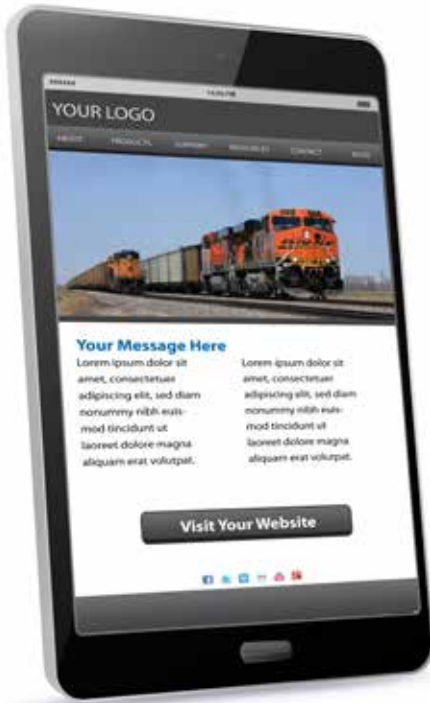 YOUR LOGO
ABOUT PRODUCTS SUPPORT RESOURCES CONTACT
Your Message Here
Lorem ipsum dolor sit
amet, consectetuer
adipiscing elit, sed diam
nonummy nibh euis-
mod tincidunt ut
laoreet dolore magna
aliquam erat volutpat.
Lorem ipsum dolor sit
amet, consectetuer
adipiscing elit, sed diam
nonummy nibh euis-
mod tincidunt ut
laoreet dolore magna
aliquam erat volutpat.
Visit Your Website